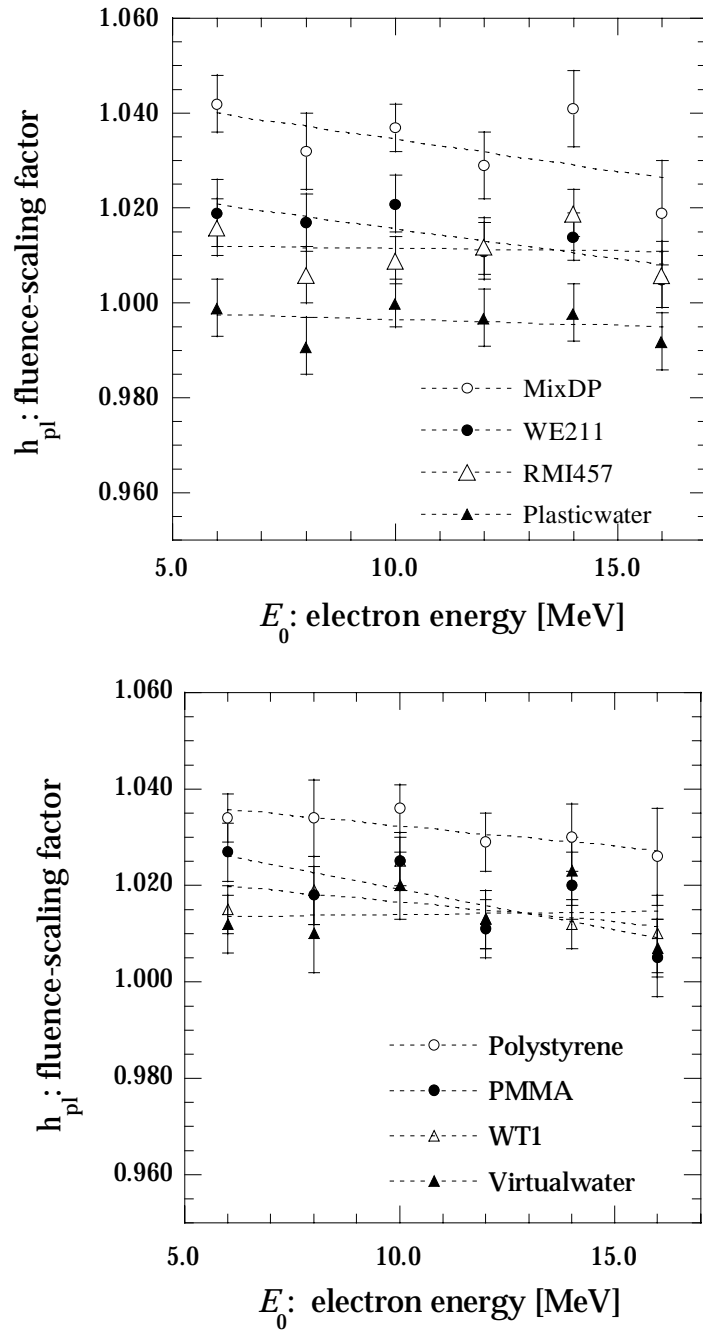 1.060
1.040
1.020
1.000
0.980
0.960
h_pl: fluence-scaling factor
MixDP
WE211
RMI457
Plasticwater
5.0 10.0 15.0
E_0: electron energy [MeV]
1.060
1.040
1.020
1.000
0.980
0.960
h_pl: fluence-scaling factor
Polystyrene
PMMA
WT1
Virtualwater
5.0 10.0 15.0
E_0: electron energy [MeV]